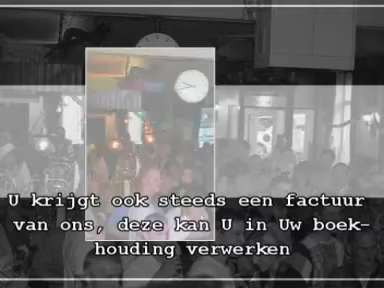 U krijgt ook steeds een factuur
van ons, deze kan U in Uw boek-
houding verwerken